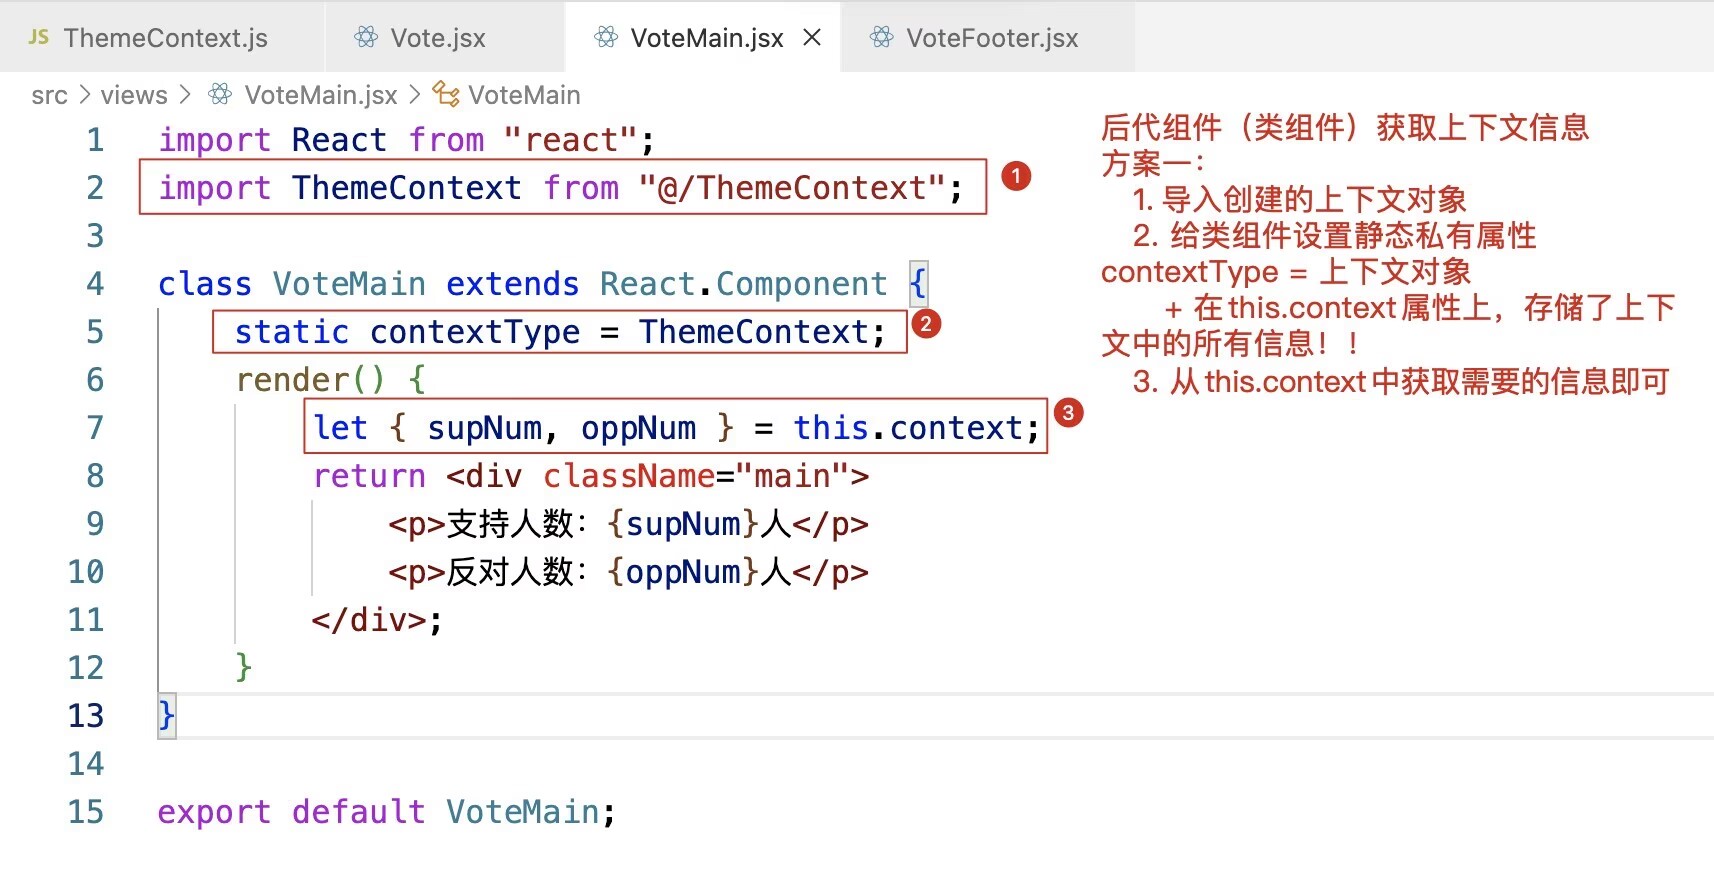 JS ThemeContext.js Vote.jsx VoteMain.jsx × VoteFooter.jsx
src > views > VoteMain.jsx > VoteMain
1 import React from "react";
2 import ThemeContext from "@/ThemeContext"; 1
3
4 class VoteMain extends React.Component {
5 static contextType = ThemeContext; 2
6 render() {
7 let { supNum, oppNum } = this.context; 3
8 return <div className="main">
9 <p>支持人数：{supNum}人</p>
10 <p>反对人数：{oppNum}人</p>
11 </div>;
12 }
13 }
14
15 export default VoteMain;
后代组件（类组件）获取上下文信息
方案一：
1. 导入创建的上下文对象
2. 给类组件设置静态私有属性
contextType = 上下文对象
+ 在this.context属性上，存储了上下
文中的所有信息！！
3. 从this.context中获取需要的信息即可